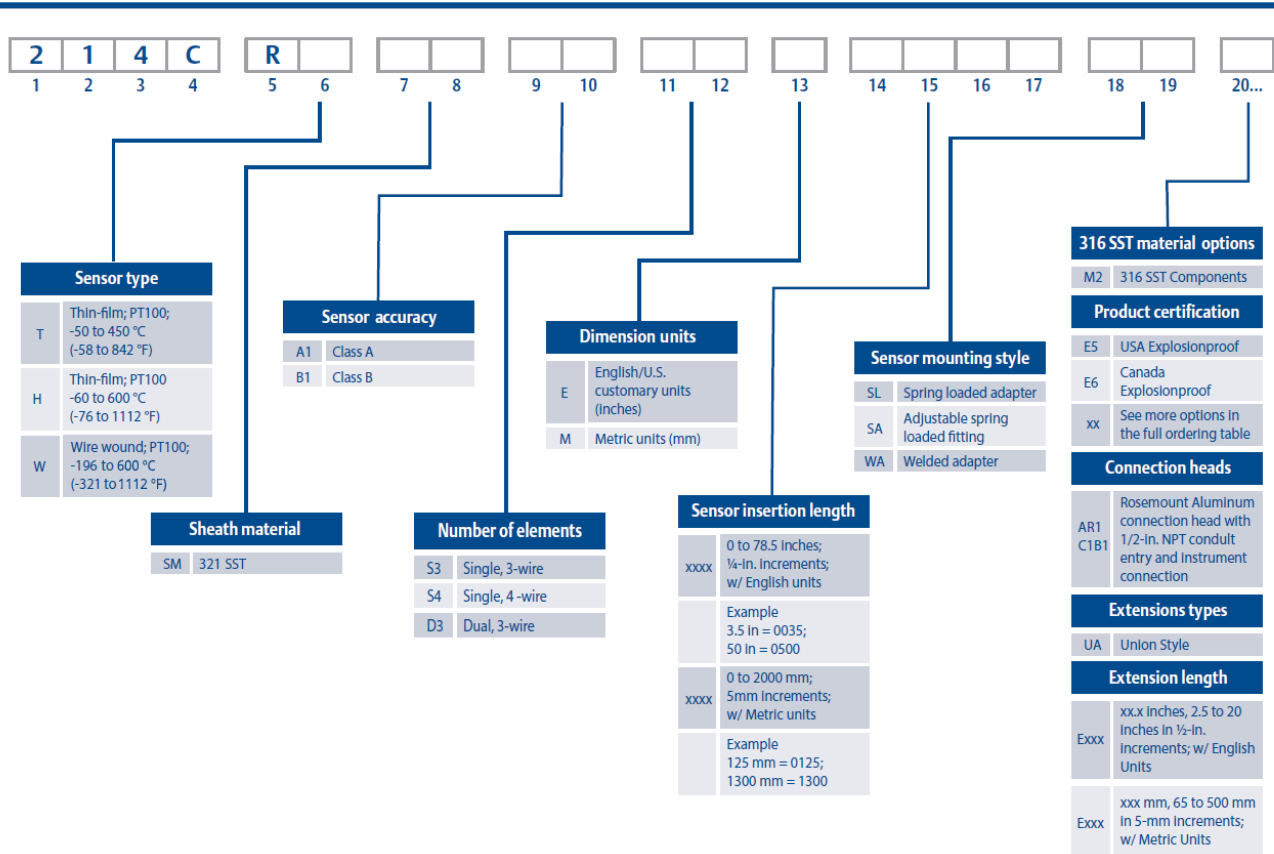 2 1 4 C R
1 2 3 4 5 6 7 8 9 10 11 12 13 14 15 16 17 18 19 20...
Sensor type
T Thin-film; PT100;
-50 to 450 °C
(-58 to 842 °F)
H Thin-film; PT100
-60 to 600 °C
(-76 to 1112 °F)
W Wire wound; PT100;
-196 to 600 °C
(-321 to 1112 °F)
Sheath material
SM 321 SST
Sensor accuracy
A1 Class A
B1 Class B
Number of elements
S3 Single, 3-wire
S4 Single, 4 -wire
D3 Dual, 3-wire
Dimension units
E English/U.S.
customary units
(inches)
M Metric units (mm)
Sensor insertion length
xxxx 0 to 78.5 inches;
¼-in. increments;
w/ English units
Example
3.5 in = 0035;
50 in = 0500
xxxx 0 to 2000 mm;
5mm increments;
w/ Metric units
Example
125 mm = 0125;
1300 mm = 1300
Sensor mounting style
SL Spring loaded adapter
SA Adjustable spring
loaded fitting
WA Welded adapter
316 SST material options
M2 316 SST Components
Product certification
E5 USA Explosionproof
E6 Canada
Explosionproof
xx See more options in
the full ordering table
Connection heads
AR1
C1B1
Rosemount Aluminum
connection head with
1/2-in. NPT conduit
entry and instrument
connection
Extensions types
UA Union Style
Extension length
Exxx xx.x inches, 2.5 to 20
inches in ½-in.
increments; w/ English
Units
Exxx xxx mm, 65 to 500 mm
in 5-mm increments;
w/ Metric Units